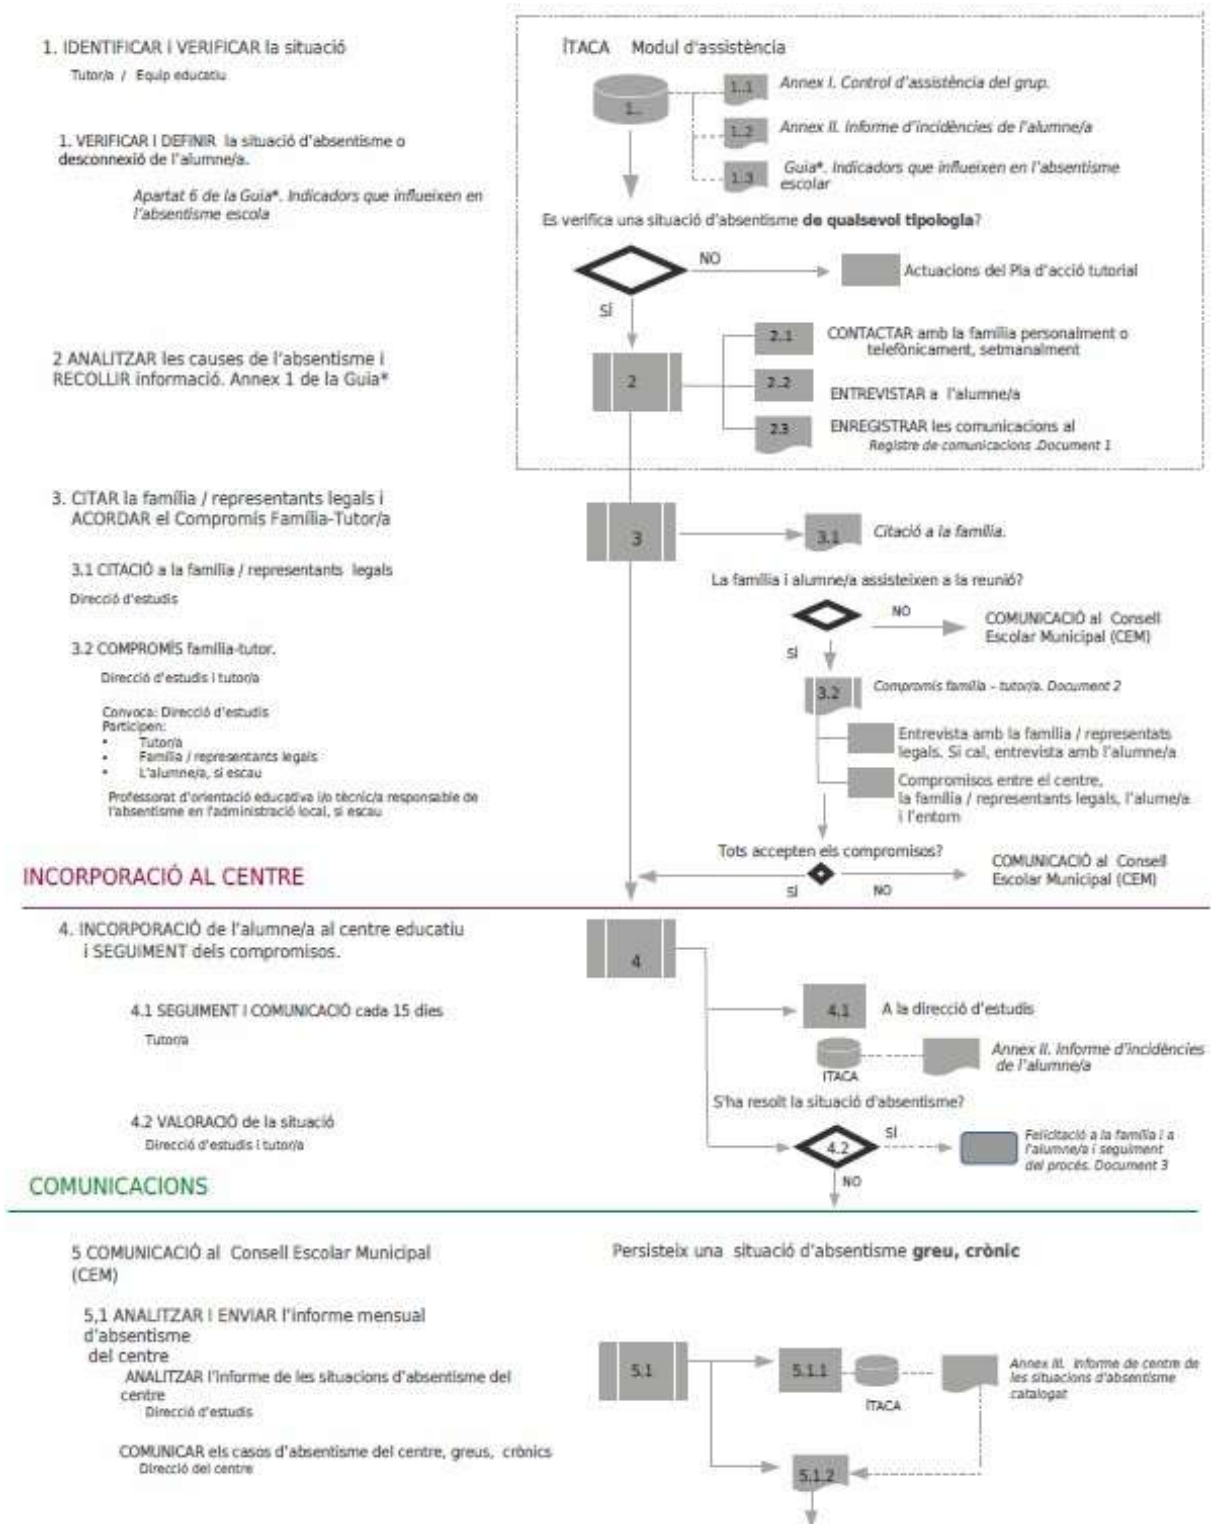 1. IDENTIFICAR i VERIFICAR la situació
Tutor/a / Equip educatiu
1. VERIFICAR I DEFINIR la situació d'absentisme o
desconnexió de l'alumne/a.
Apartat 6 de la Guia*. Indicadors que influeixen en
l'absentisme escola
ÍTACA Modul d'assistència
1..
1..1
Annex I. Control d'assistència del grup.
1..2
Annex II. Informe d'incidències de l'alumne/a
1..3
Guia*. Indicadors que influeixen en l'absentisme
escolar
Es verifica una situació d'absentisme de qualsevol tipologia?
NO
Actuacions del Pla d'acció tutorial
SÍ
2 ANALITZAR les causes de l'absentisme i
RECOLLIR informació. Annex 1 de la Guia*
2
2.1
CONTACTAR amb la família personalment o
telefònicament, setmanalment
2..2
ENTREVISTAR a l'alumne/a
2.3
ENREGISTRAR les comunicacions al
Registre de comunicacions .Document 1
3. CITAR la família / representants legals i
ACORDAR el Compromís Família-Tutor/a
3
3.1
Citació a la família.
3.1 CITACIÓ a la família / representants legals
Direcció d'estudis
La família i alumne/a assisteixen a la reunió?
NO
COMUNICACIÓ al Consell
Escolar Municipal (CEM)
SÍ
3.2 COMPROMÍS família-tutor.
Direcció d'estudis i tutor/a
Convoca: Direcció d'estudis
Participen:
• Tutor/a
• Família / representants legals
• L'alumne/a, si escau
Professorat d'orientació educativa i/o tècnic/a responsable de
l'absentisme en l'administració local, si escau
3.2
Compromís família – tutor/a. Document 2
Entrevista amb la família / representats
legals. Si cal, entrevista amb l'alumne/a
Compromisos entre el centre,
la família / representants legals, l'alume/a
i l'entorn
Tots accepten els compromisos?
SÍ
NO
COMUNICACIÓ al Consell
Escolar Municipal (CEM)
INCORPORACIÓ AL CENTRE
4. INCORPORACIÓ de l'alumne/a al centre educatiu
i SEGUIMENT dels compromisos.
4
4.1 SEGUIMENT I COMUNICACIÓ cada 15 dies
Tutor/a
4.1
A la direcció d'estudis
ITACA
Annex II. Informe d'incidències
de l'alumne/a
S'ha resolt la situació d'absentisme?
4.2 VALORACIÓ de la situació
Direcció d'estudis i tutor/a
4.2
SÍ
Felicitació a la família i a
l'alumne/a i seguiment
del procés. Document 3
NO
COMUNICACIONS
5 COMUNICACIÓ al Consell Escolar Municipal
(CEM)
Persisteix una situació d'absentisme greu, crònic
5,1 ANALITZAR I ENVIAR l'informe mensual
d'absentisme
del centre
ANALITZAR l'informe de les situacions d'absentisme del
centre
Direcció d'estudis
5.1
5.1.1
ÍTACA
Annex III. Informe de centre de
les situacions d'absentisme
catalogat
COMUNICAR els casos d'absentisme del centre, greus, crònics
Direcció del centre
5.1.2